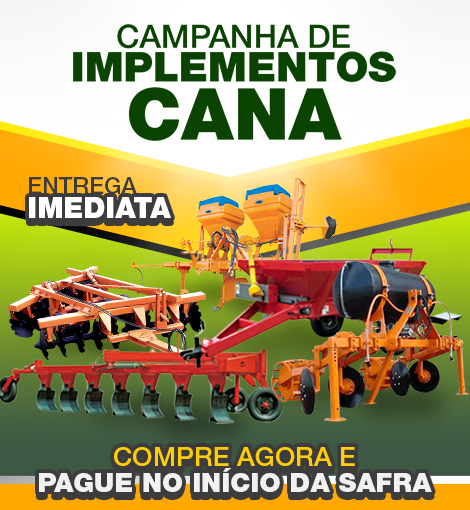 CAMPANHA DE
IMPLEMENTOS
CANA
ENTREGA
IMEDIATA
COMPRE AGORA E
PAGUE NO INÍCIO DA SAFRA